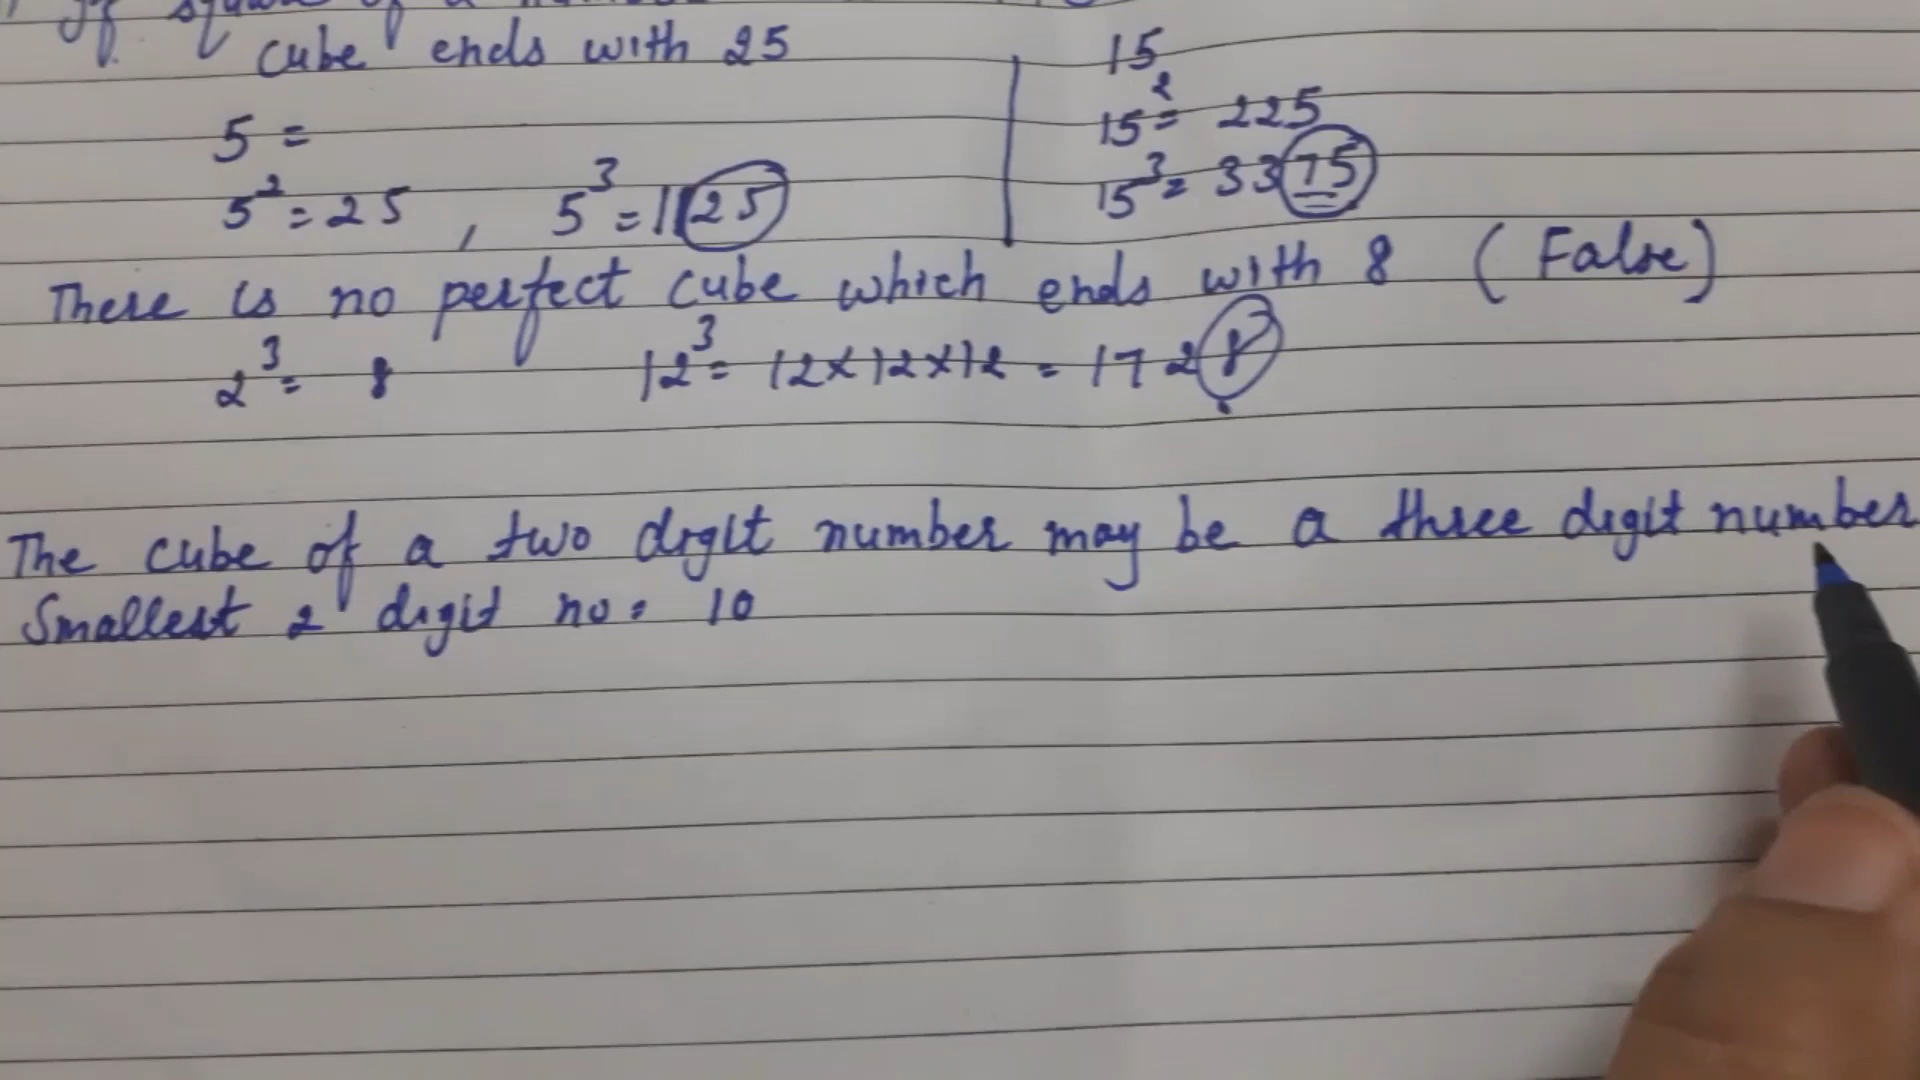 cube ends with 25
5 =
5² = 25 , 5³ = 125
15
15² = 225
15³ = 3375
There is no perfect cube which ends with 8 (False)
2³ = 8 12³ = 12×12×12 = 1728
The cube of a two digit number may be a three digit number
Smallest 2 digit no = 10